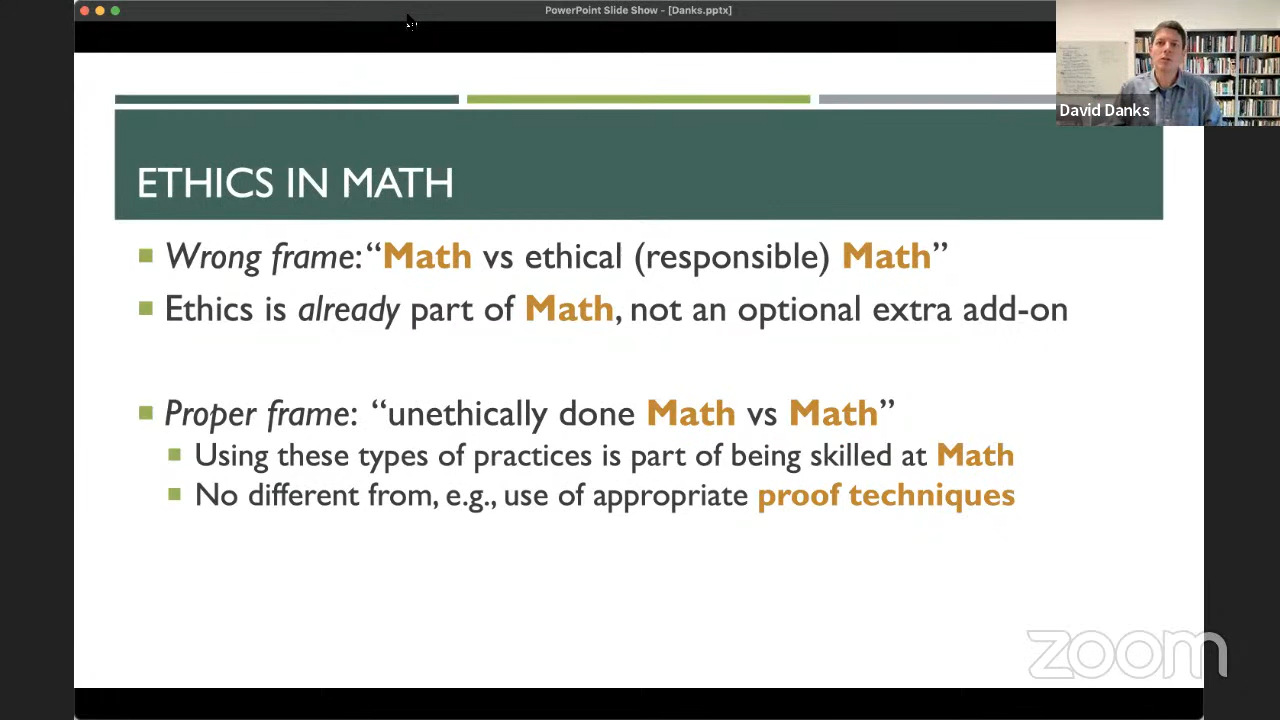 PowerPoint Slide Show - [Danks.pptx]
David Danks
ETHICS IN MATH
Wrong frame: “Math vs ethical (responsible) Math”
Ethics is already part of Math, not an optional extra add-on
Proper frame: “unethically done Math vs Math”
Using these types of practices is part of being skilled at Math
No different from, e.g., use of appropriate proof techniques
zoom